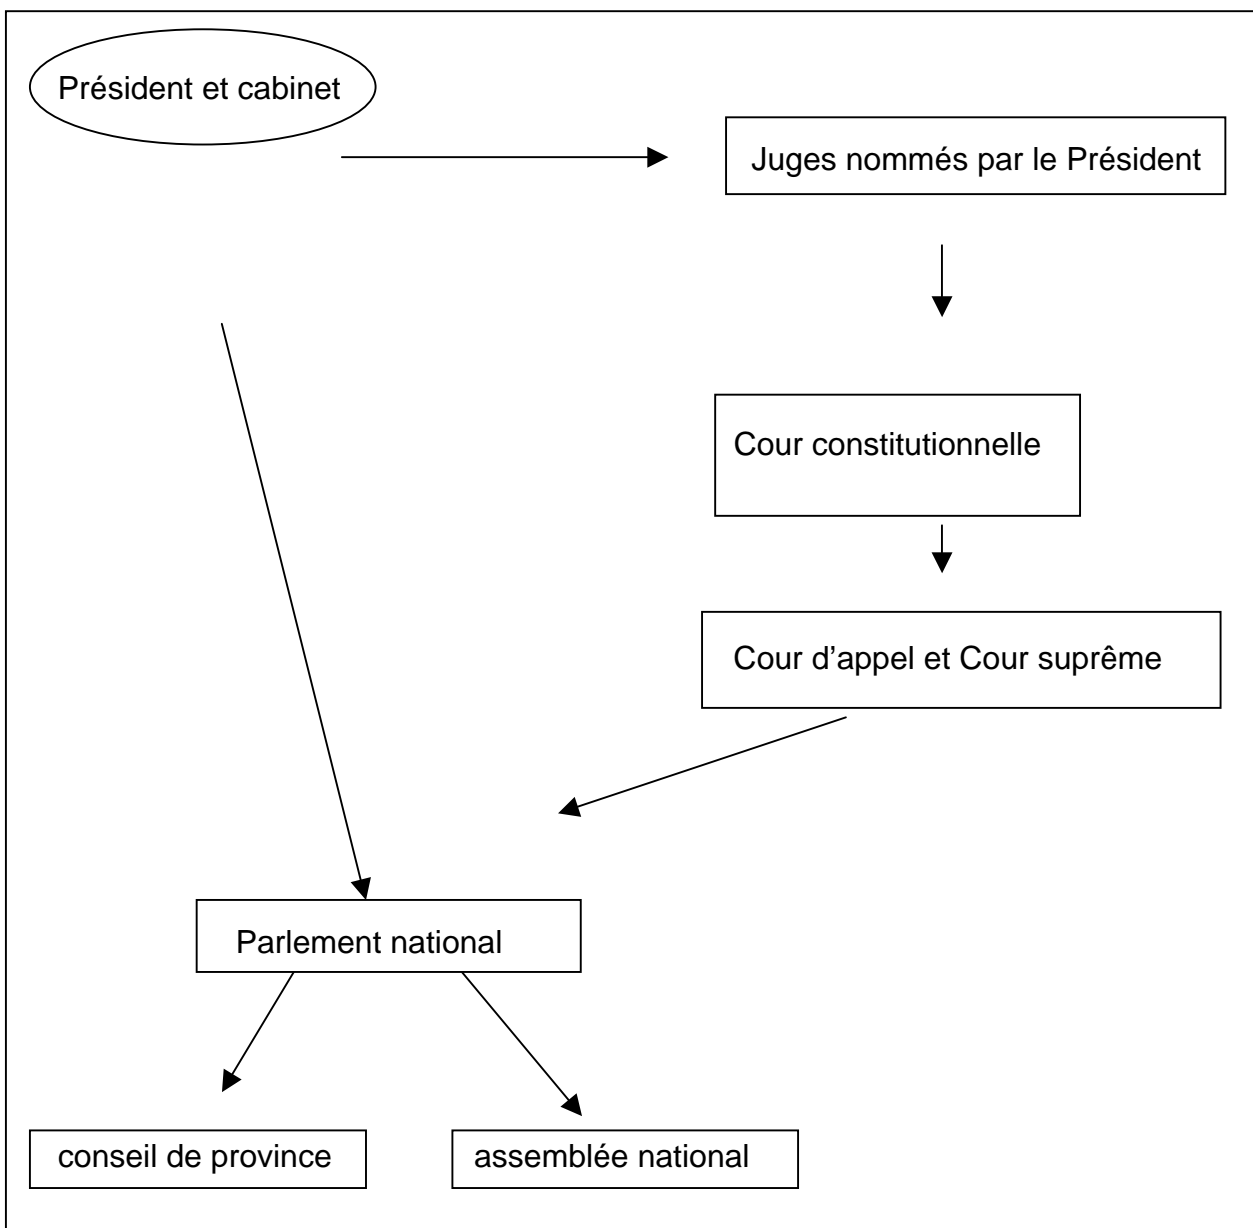 Président et cabinet
Juges nommés par le Président
Cour constitutionnelle
Cour d'appel et Cour suprême
Parlement national
conseil de province
assemblée national